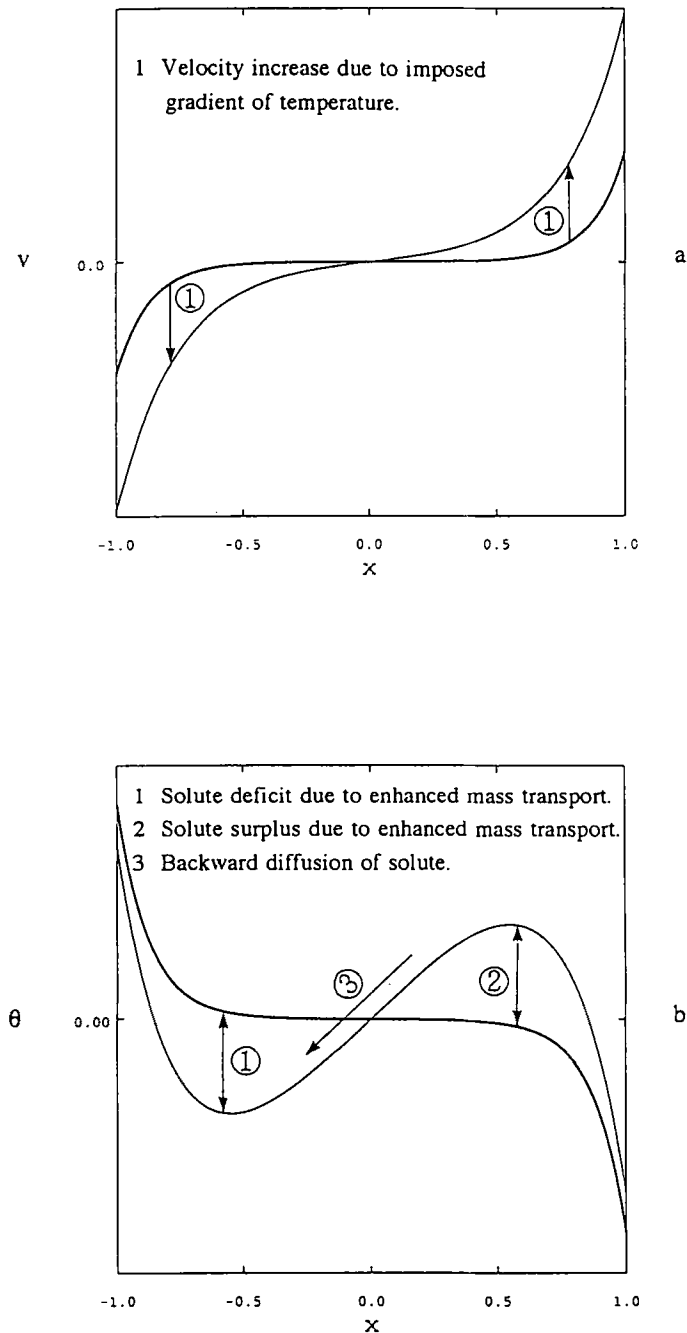 1 Velocity increase due to imposed
gradient of temperature.
1
1
v
0.0
a
-1.0 -0.5 0.0 0.5 1.0
x
1 Solute deficit due to enhanced mass transport.
2 Solute surplus due to enhanced mass transport.
3 Backward diffusion of solute.
3
2
θ
0.00
b
1
-1.0 -0.5 0.0 0.5 1.0
x